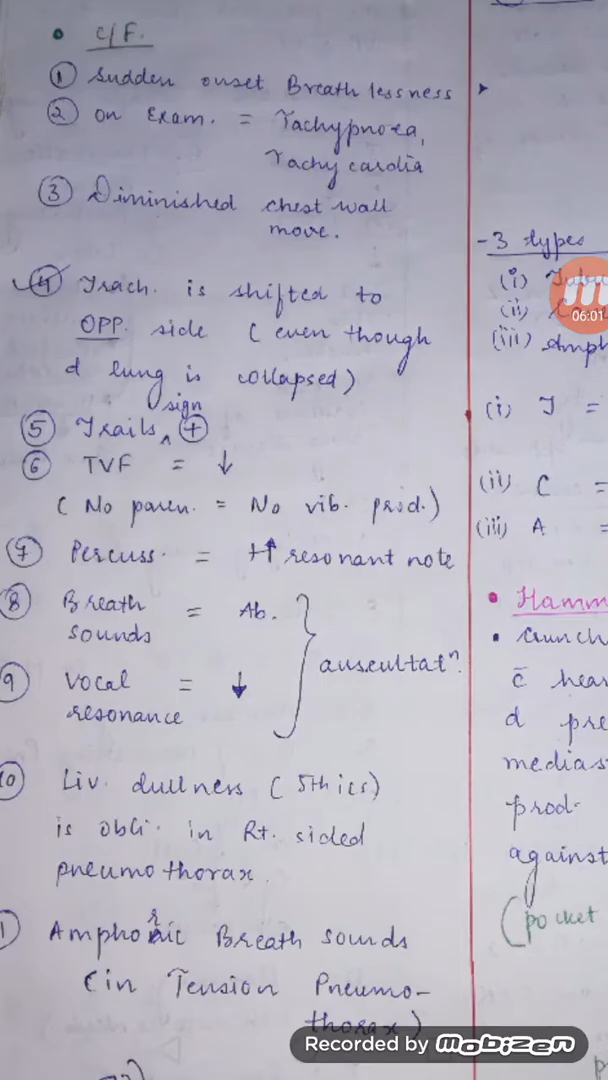 • C/F.
① Sudden onset Breathlessness
② on Exam. = Tachypnoea,
Tachycardia
③ Diminished chest wall
move.
④ Trach. is shifted to
OPP. side (even though
d lung is collapsed)
sign
⑤ Trails ^ ⊕
⑥ TVF = ↓
(No paren. = No vib. prod.)
⑦ Percuss. = ↑ resonant note
⑧ Breath = Ab.
sounds
auscultatⁿ.
⑨ Vocal = ↓
resonance
10 Liv. dullness (5th ics)
is obli. in Rt. sided
pneumothorax
1 Amphoric Breath sounds
(in Tension Pneumo-
thorax)
- 3 types
(i)
(ii)
(iii) Amph
(i) T =
(ii) C =
(iii) A =
• Hamm
• Crunch
c̄ hear
d pre
medias
prod-
against
(pocket
06:01
Recorded by mobizen